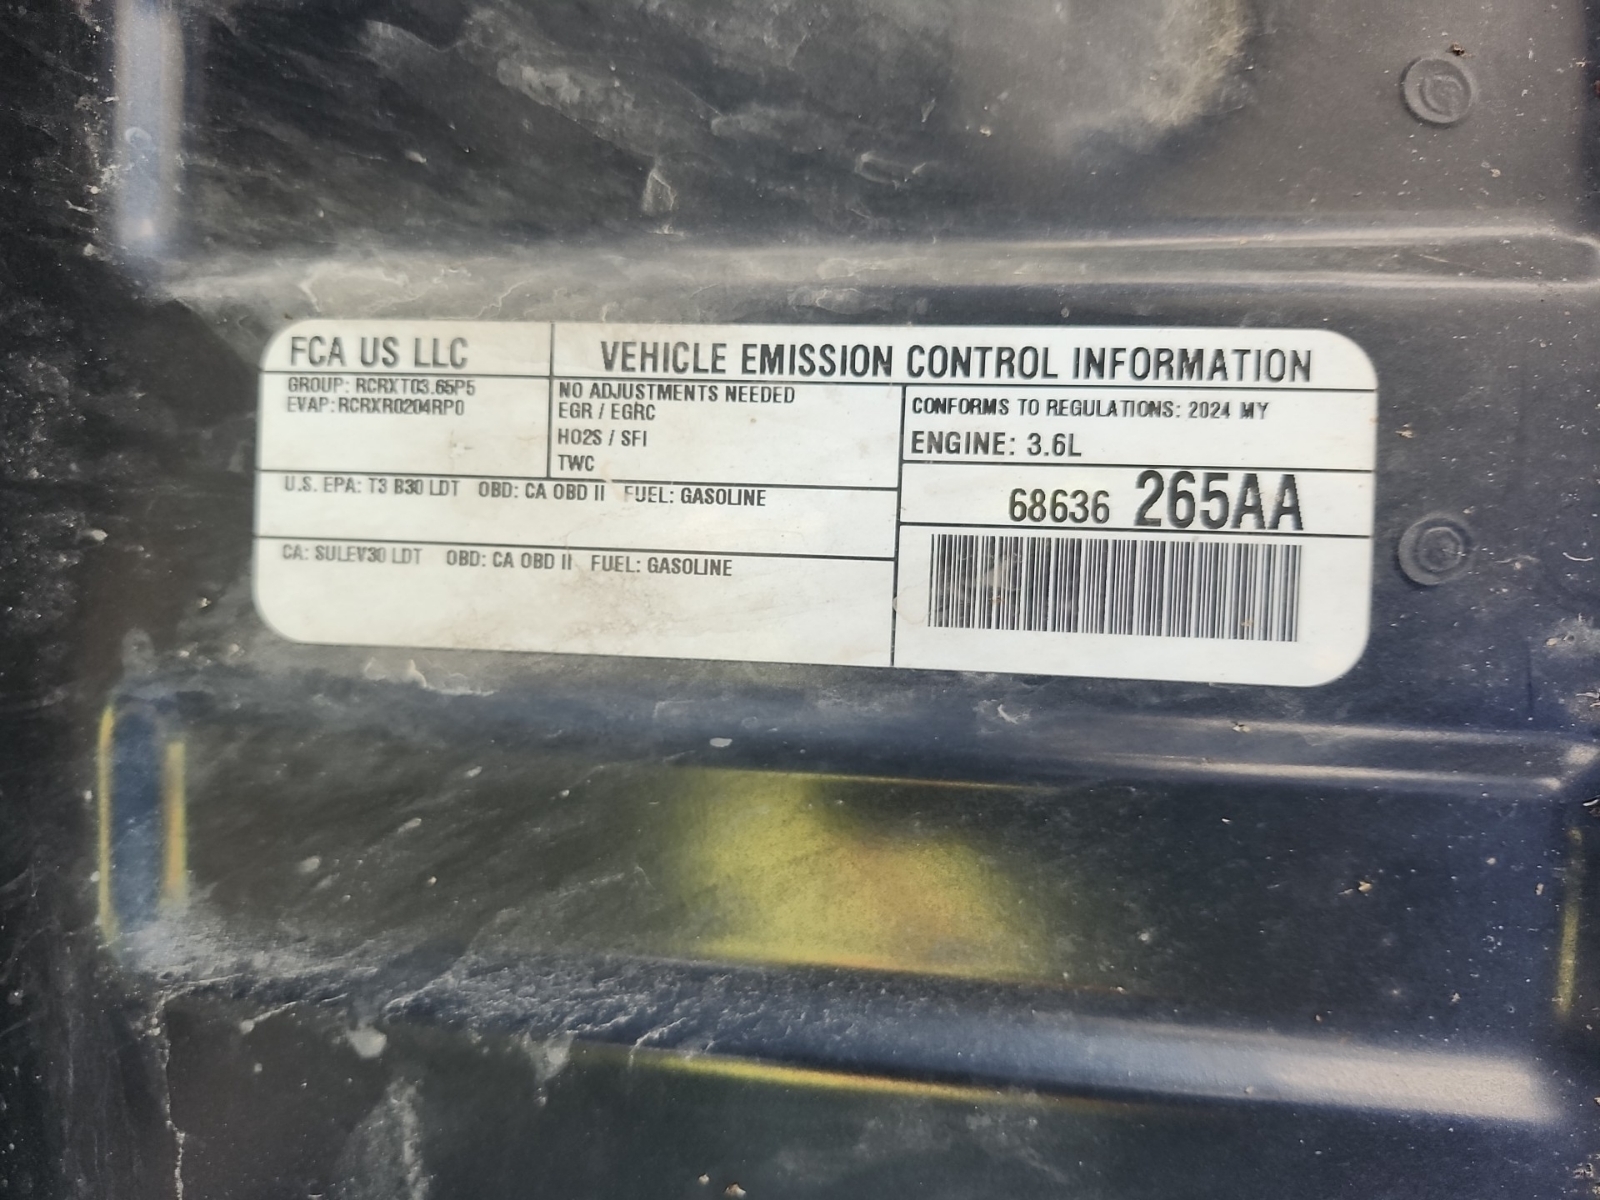 FCA US LLC
VEHICLE EMISSION CONTROL INFORMATION
GROUP: RCRXT03.65P5
EVAP:RCRXR0204RP0
NO ADJUSTMENTS NEEDED
EGR / EGRC
HO2S / SFI
TWC
CONFORMS TO REGULATIONS: 2024 MY
ENGINE: 3.6L
68636 265AA
U.S. EPA: T3 B30 LDT OBD: CA OBD II FUEL: GASOLINE
CA: SULEV30 LDT OBD: CA OBD II FUEL: GASOLINE